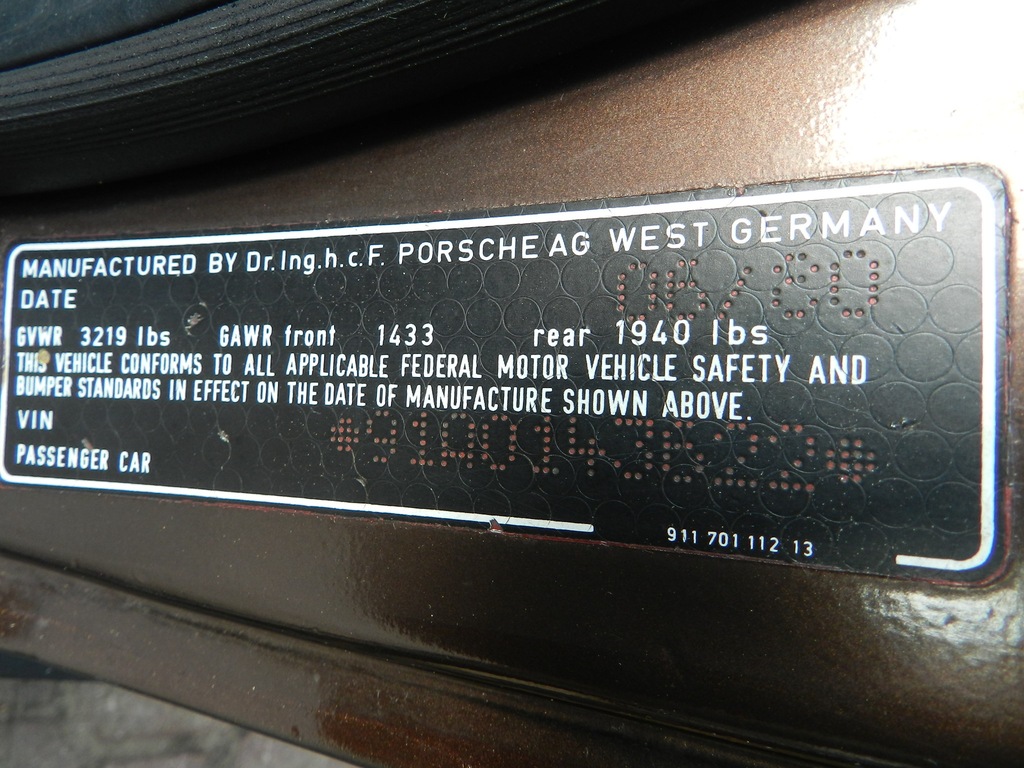 MANUFACTURED BY Dr.Ing.h.c.F. PORSCHE AG WEST GERMANY
DATE 06/80
GVWR 3219 lbs GAWR front 1433 rear 1940 lbs
THIS VEHICLE CONFORMS TO ALL APPLICABLE FEDERAL MOTOR VEHICLE SAFETY AND
BUMPER STANDARDS IN EFFECT ON THE DATE OF MANUFACTURE SHOWN ABOVE.
VIN
PASSENGER CAR
911 701 112 13